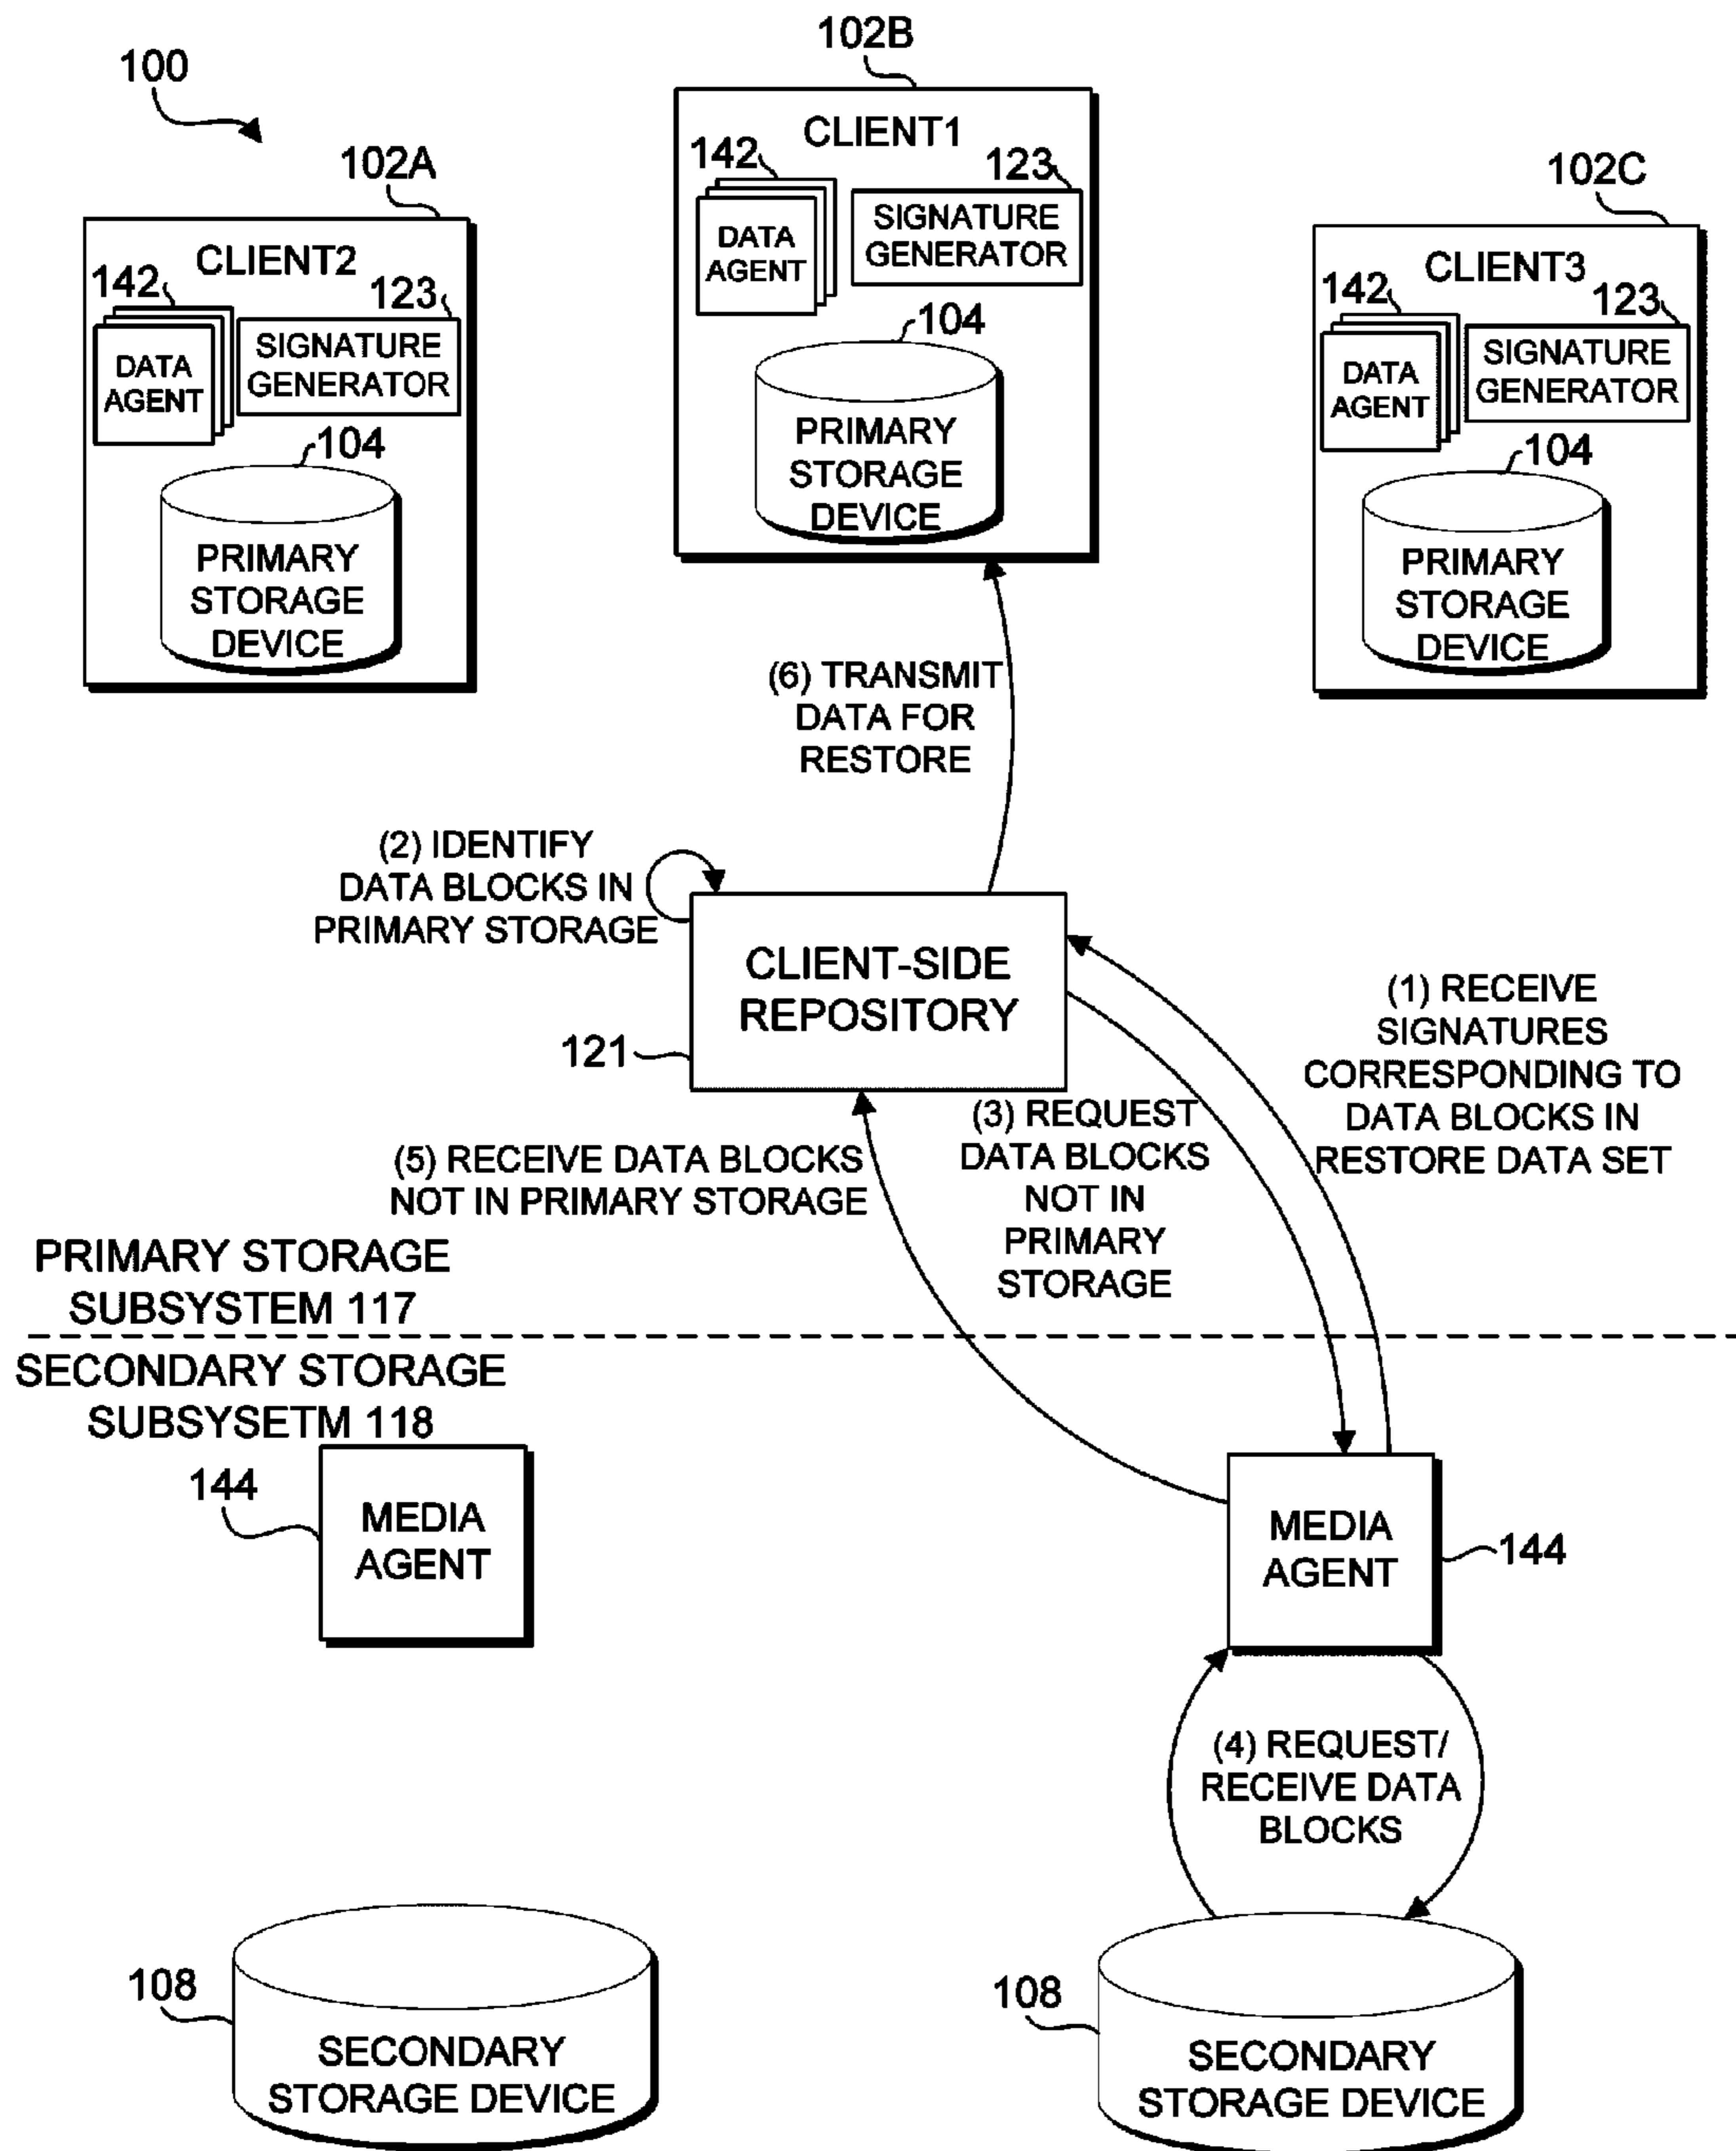 100
102B
CLIENT1
142
123
DATA
AGENT
SIGNATURE
GENERATOR
104
PRIMARY
STORAGE
DEVICE
102A
CLIENT2
142
123
DATA
AGENT
SIGNATURE
GENERATOR
104
PRIMARY
STORAGE
DEVICE
102C
CLIENT3
142
123
DATA
AGENT
SIGNATURE
GENERATOR
104
PRIMARY
STORAGE
DEVICE
(6) TRANSMIT
DATA FOR
RESTORE
(2) IDENTIFY
DATA BLOCKS IN
PRIMARY STORAGE
CLIENT-SIDE
REPOSITORY
121
(1) RECEIVE
SIGNATURES
CORRESPONDING TO
DATA BLOCKS IN
RESTORE DATA SET
(3) REQUEST
DATA BLOCKS
NOT IN
PRIMARY
STORAGE
(5) RECEIVE DATA BLOCKS
NOT IN PRIMARY STORAGE
PRIMARY STORAGE
SUBSYSTEM 117
SECONDARY STORAGE
SUBSYSETM 118
144
MEDIA
AGENT
MEDIA
AGENT
144
(4) REQUEST/
RECEIVE DATA
BLOCKS
108
SECONDARY
STORAGE DEVICE
108
SECONDARY
STORAGE DEVICE